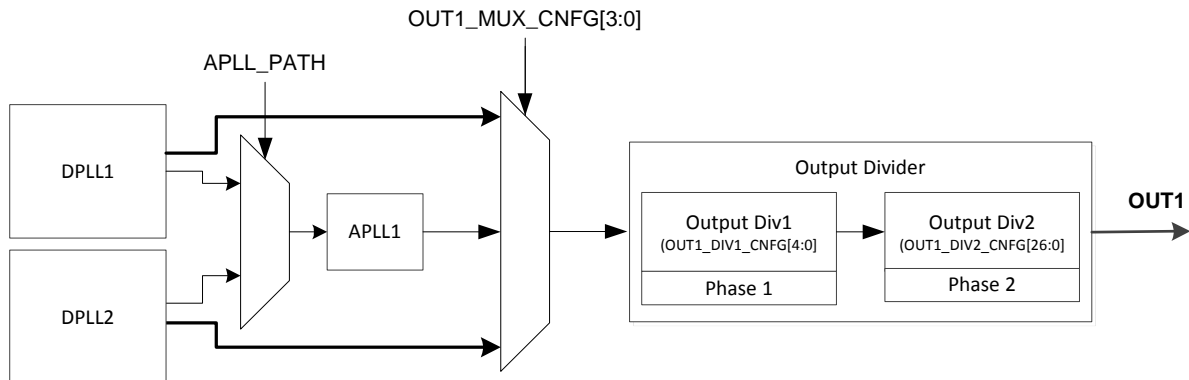 OUT1_MUX_CNFG[3:0]
APLL_PATH
DPLL1
APLL1
DPLL2
Output Divider
Output Div1
(OUT1_DIV1_CNFG[4:0]
Phase 1
Output Div2
(OUT1_DIV2_CNFG[26:0)
Phase 2
OUT1